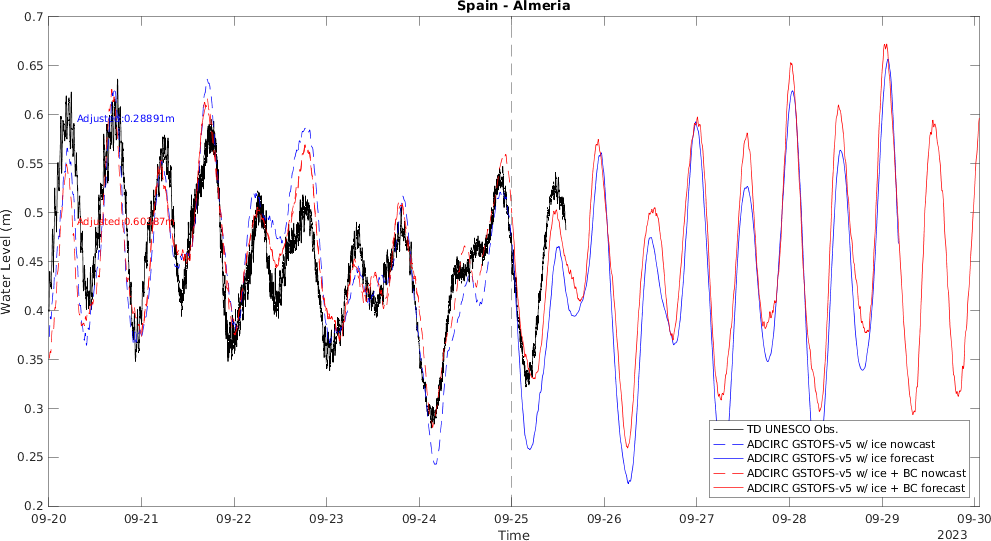 Spain - Almeria
0.7
0.65
0.6
0.55
0.5
0.45
0.4
0.35
0.3
0.25
0.2
Water Level (m)
Adjusted:0.28891m
TD UNESCO Obs.
ADCIRC GSTOFS-v5 w/ ice nowcast
ADCIRC GSTOFS-v5 w/ ice forecast
ADCIRC GSTOFS-v5 w/ ice + BC nowcast
ADCIRC GSTOFS-v5 w/ ice + BC forecast
09-20 09-21 09-22 09-23 09-24 09-25 09-26 09-27 09-28 09-29 09-30
Time
2023